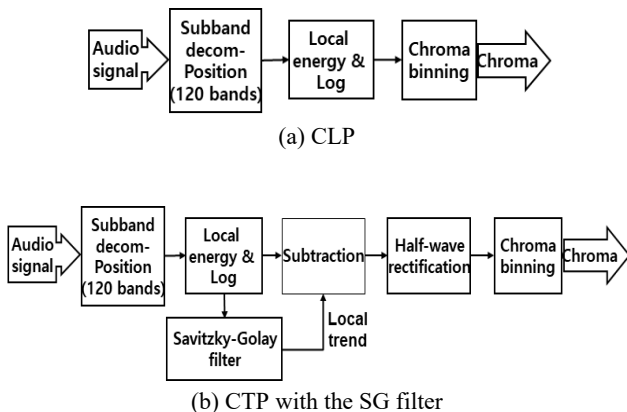 Audio
signal
Subband
decom-
Position
(120 bands)
Local
energy &
Log
Chroma
binning
Chroma
(a) CLP
Audio
signal
Subband
decom-
Position
(120 bands)
Local
energy &
Log
Subtraction
Half-wave
rectification
Chroma
binning
Chroma
Savitzky-Golay
filter
Local
trend
(b) CTP with the SG filter